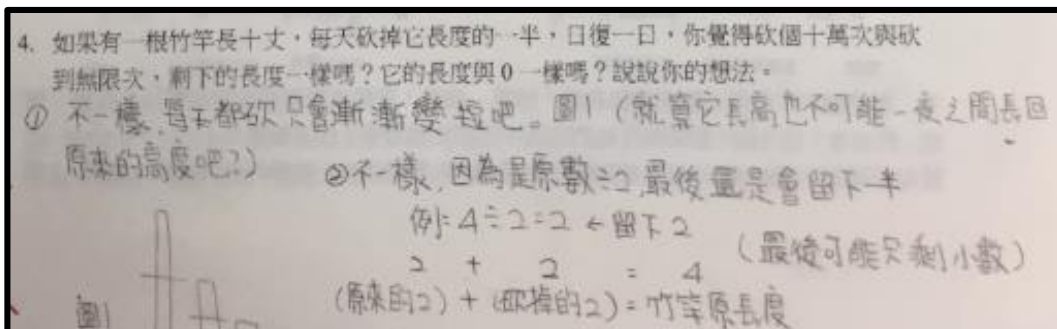 4. 如果有一根竹竿長十丈，每天砍掉它長度的一半，日復一日，你覺得砍個十萬次與砍
到無限次，剩下的長度一樣嗎？它的長度與0一樣嗎？說說你的想法。
① 不一樣，每天都砍只會漸漸變短吧。圖1（就算它長高也不可能一夜之間長回
原來的高度吧？）
②不一樣，因為是原數÷2，最後還是會留下一半
例：4÷2=2 ← 留下2
2 + 2 = 4
（最後可能只剩小數）
（原來的2）+（砍掉的2）= 竹竿原長度
圖1